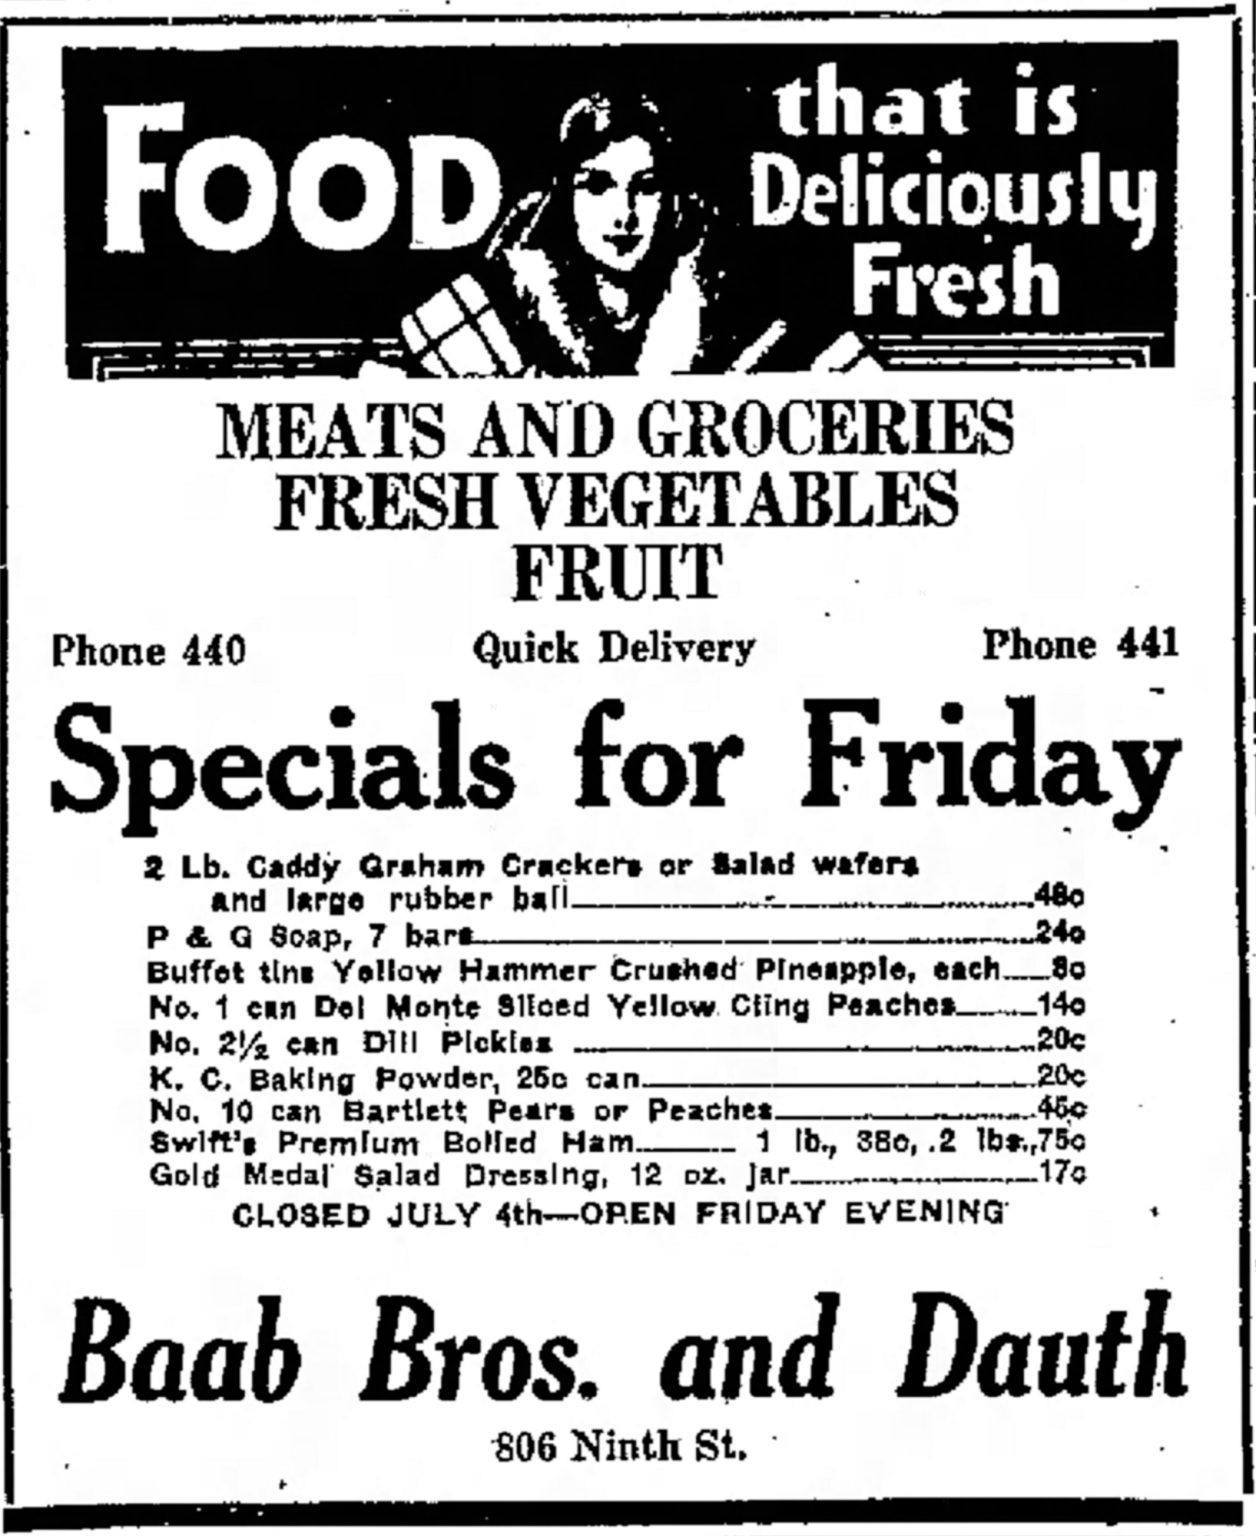 FOOD
that is
Deliciously
Fresh
MEATS AND GROCERIES
FRESH VEGETABLES
FRUIT
Phone 440 Quick Delivery Phone 441
Specials for Friday
2 Lb. Caddy Graham Crackers or Salad wafers
and large rubber ball 48c
P & G Soap, 7 bars 24c
Buffet tins Yellow Hammer Crushed Pineapple, each 8c
No. 1 can Del Monte Sliced Yellow Cling Peaches 14c
No. 2½ can Dill Pickles 20c
K. C. Baking Powder, 25c can 20c
No. 10 can Bartlett Pears or Peaches 45c
Swift's Premium Boiled Ham 1 lb., 38c, 2 lbs., 75c
Gold Medal Salad Dressing, 12 oz. jar 17c
CLOSED JULY 4th—OPEN FRIDAY EVENING
Baab Bros. and Dauth
806 Ninth St.